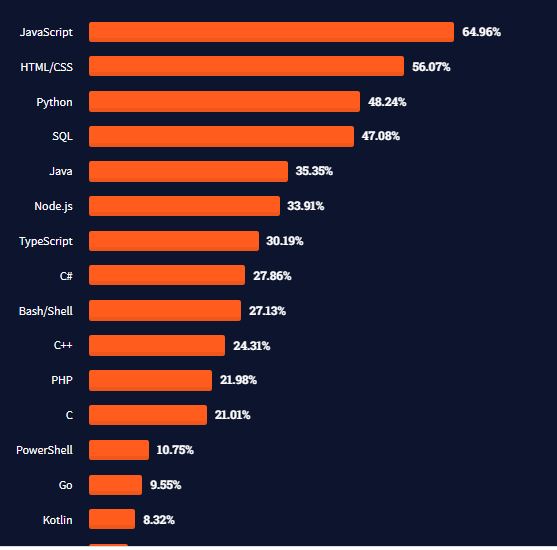 JavaScript 64.96%
HTML/CSS 56.07%
Python 48.24%
SQL 47.08%
Java 35.35%
Node.js 33.91%
TypeScript 30.19%
C# 27.86%
Bash/Shell 27.13%
C++ 24.31%
PHP 21.98%
C 21.01%
PowerShell 10.75%
Go 9.55%
Kotlin 8.32%